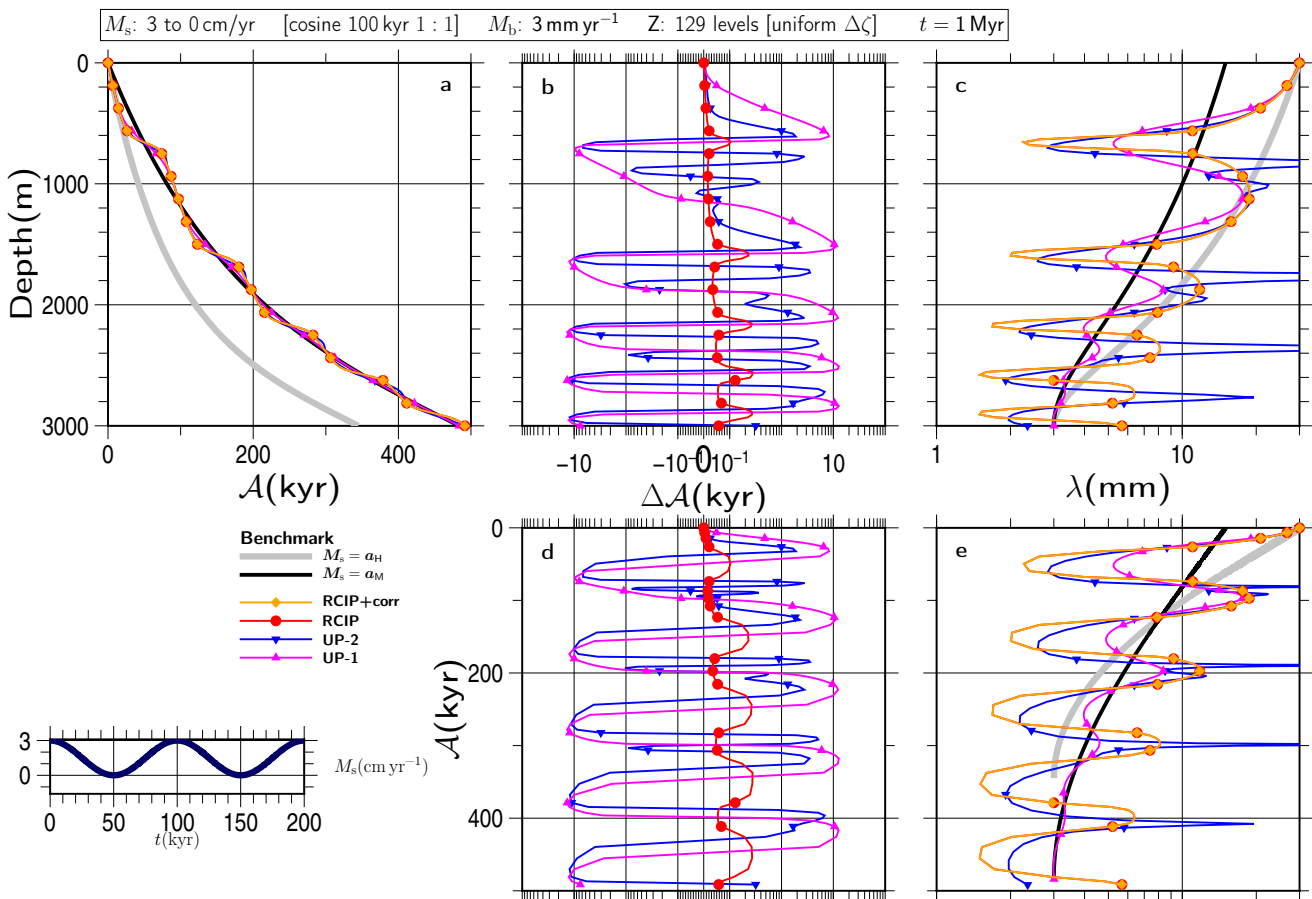 Mₛ: 3 to 0 cm/yr [cosine 100 kyr 1 : 1] M_b: 3 mm yr⁻¹ Z: 129 levels [uniform Δζ] t = 1 Myr
a
b
c
0
1000
2000
3000
Depth(m)
0 200 400
𝒜(kyr)
−10 −10⁻¹ 0 10⁻¹ 10
Δ𝒜(kyr)
1 10
λ(mm)
Benchmark
Mₛ = a_H
Mₛ = a_M
RCIP+corr
RCIP
UP-2
UP-1
3
0
Mₛ(cm yr⁻¹)
0 50 100 150 200
t(kyr)
d
e
0
200
400
𝒜(kyr)